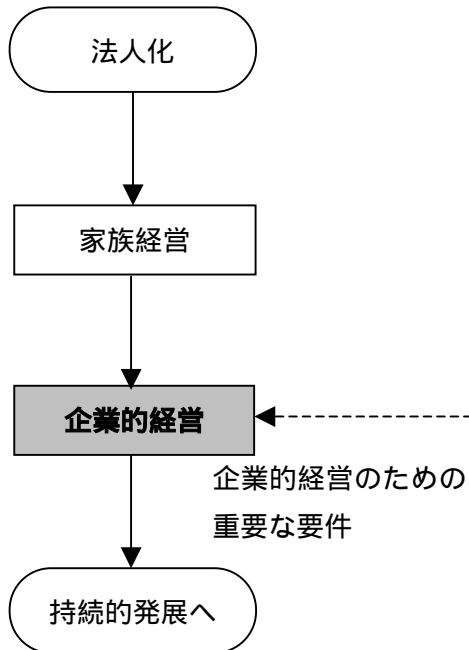 法人化
家族経営
企業的経営
企業的経営のための
重要な要件
持続的発展へ